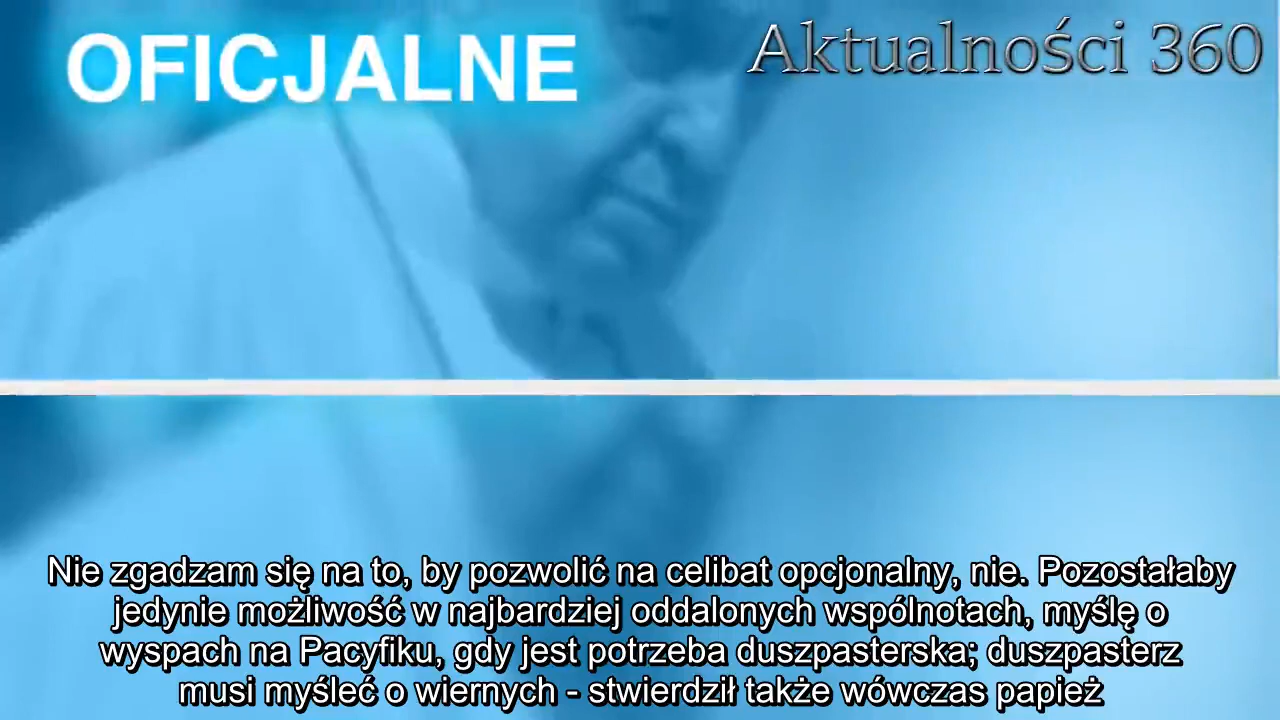 OFICJALNE
Aktualności 360
Nie zgadzam się na to, by pozwolić na celibat opcjonalny, nie. Pozostałaby
jedynie możliwość w najbardziej oddalonych wspólnotach, myślę o
wyspach na Pacyfiku, gdy jest potrzeba duszpasterska; duszpasterz
musi myśleć o wiernych - stwierdził także wówczas papież